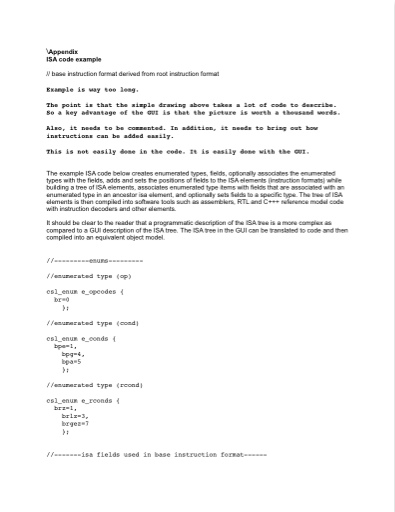 \Appendix
ISA code example
// base instruction format derived from root instruction format
Example is way too long.
The point is that the simple drawing above takes a lot of code to describe.
So a key advantage of the GUI is that the picture is worth a thousand words.
Also, it needs to be commented. In addition, it needs to bring out how
instructions can be added easily.
This is not easily done in the code. It is easily done with the GUI.
The example ISA code below creates enumerated types, fields, optionally associates the enumerated
types with the fields, adds and sets the positions of fields to the ISA elements (instruction formats) while
building a tree of ISA elements, associates enumerated type items with fields that are associated with an
enumerated type in an ancestor isa element, and optionally sets fields to a specific type. The tree of ISA
elements is then compiled into software tools such as assemblers, RTL and C+++ reference model code
with instruction decoders and other elements.
It should be clear to the reader that a programmatic description of the ISA tree is a more complex as
compared to a GUI description of the ISA tree. The ISA tree in the GUI can be translated to code and then
compiled into an equivalent object model.
//---------enums---------
//enumerated type (op)
csl_enum e_opcodes {
br=0
};
//enumerated type (cond)
csl_enum e_conds {
bpe=1,
bpg=4,
bpa=5
};
//enumerated type (rcond)
csl_enum e_rconds {
brz=1,
brlz=3,
brgez=7
};
//-------isa fields used in base instruction format------